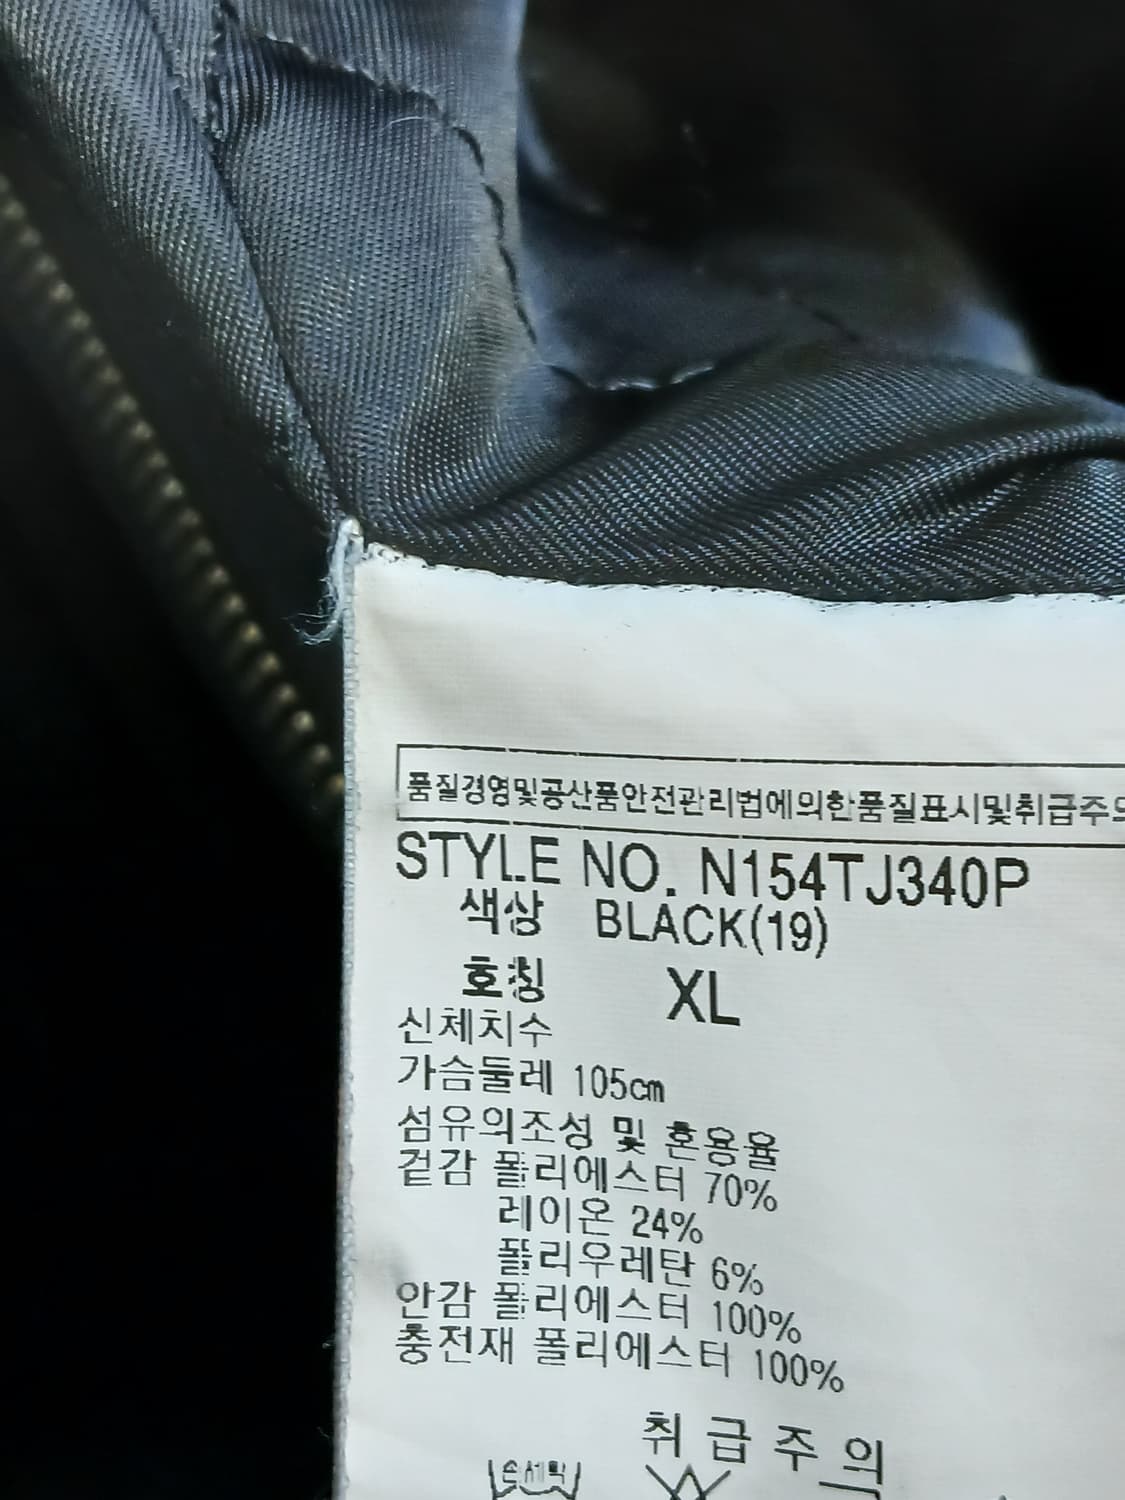 품질경영및공산품안전관리법에의한품질표시및취급주의
STYLE NO. N154TJ340P
색상 BLACK(19)
호칭 XL
신체치수
가슴둘레 105cm
섬유의조성 및 혼용율
겉감 폴리에스터 70%
레이온 24%
폴리우레탄 6%
안감 폴리에스터 100%
충전재 폴리에스터 100%
취급주의
손세탁